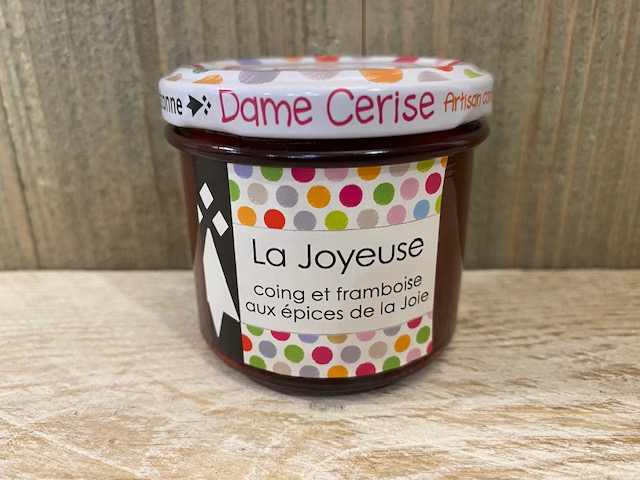 Dame Cerise Artisan
La Joyeuse
coing et framboise
aux épices de la Joie